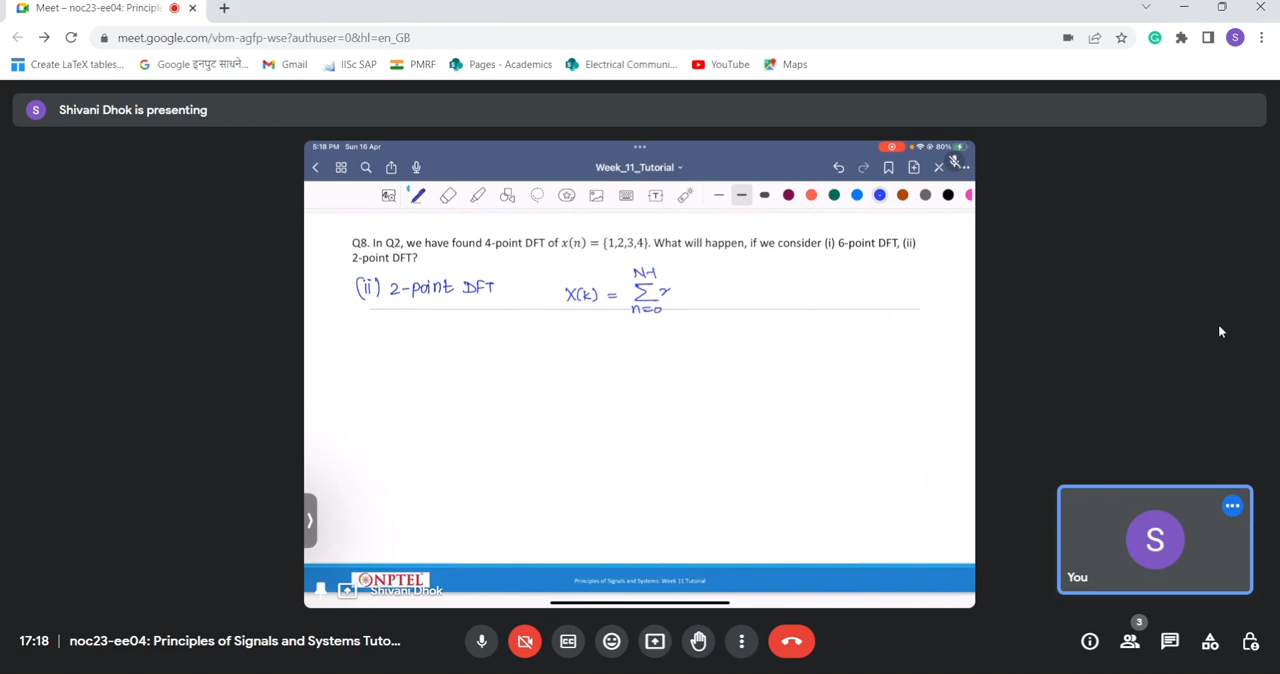 Meet – noc23-ee04: Principl
meet.google.com/vbm-agfp-wse?authuser=0&hl=en_GB
Create LaTeX tables... Google इनपुट साधने... Gmail IISc SAP PMRF Pages - Academics Electrical Communi... YouTube Maps
S Shivani Dhok is presenting
5:18 PM Sun 16 Apr 80%
Week_11_Tutorial
Q8. In Q2, we have found 4-point DFT of x(n) = {1,2,3,4}. What will happen, if we consider (i) 6-point DFT, (ii)
2-point DFT?
(ii) 2-point DFT X(k) = N-1 ∑ n=0 x
NPTEL
Principles of Signals and Systems: Week 11 Tutorial
Shivani Dhok
S
You
17:18 | noc23-ee04: Principles of Signals and Systems Tuto...
3